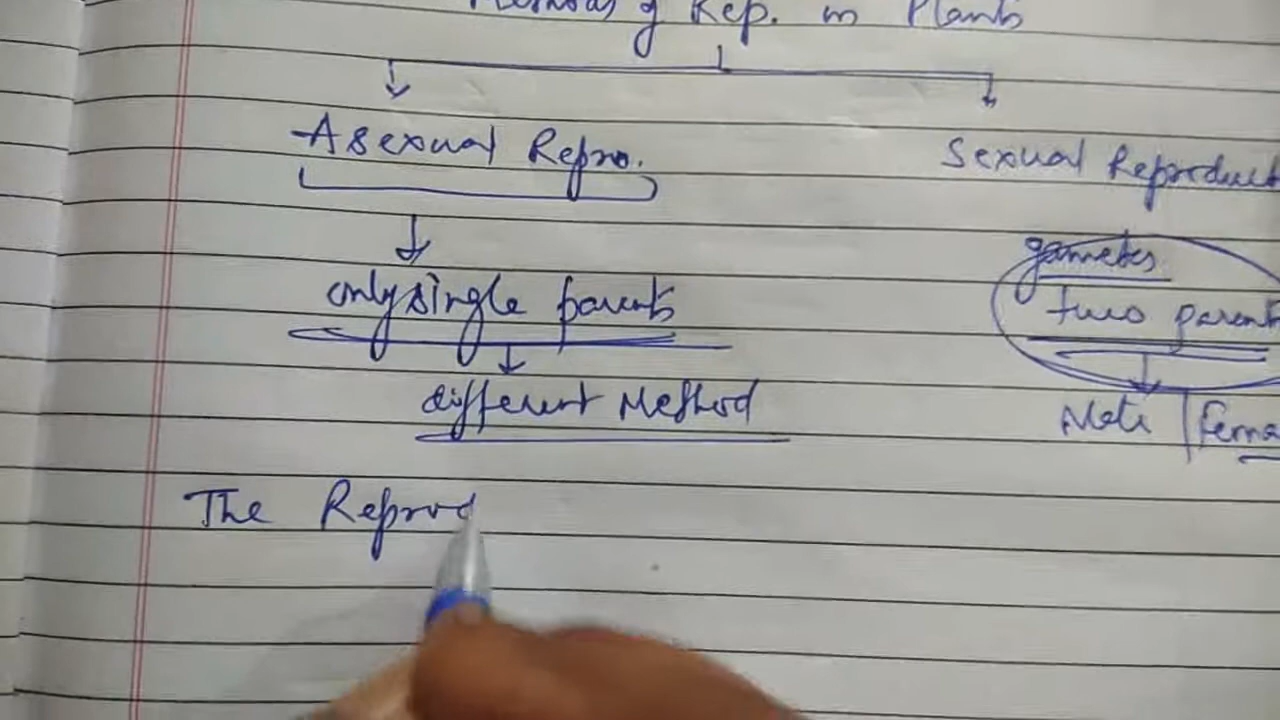 Methods of Rep. in Plants
Asexual Repro. Sexual Reproduct
gametes
only single parents two parent
different Method Male | Fema
The Reprod